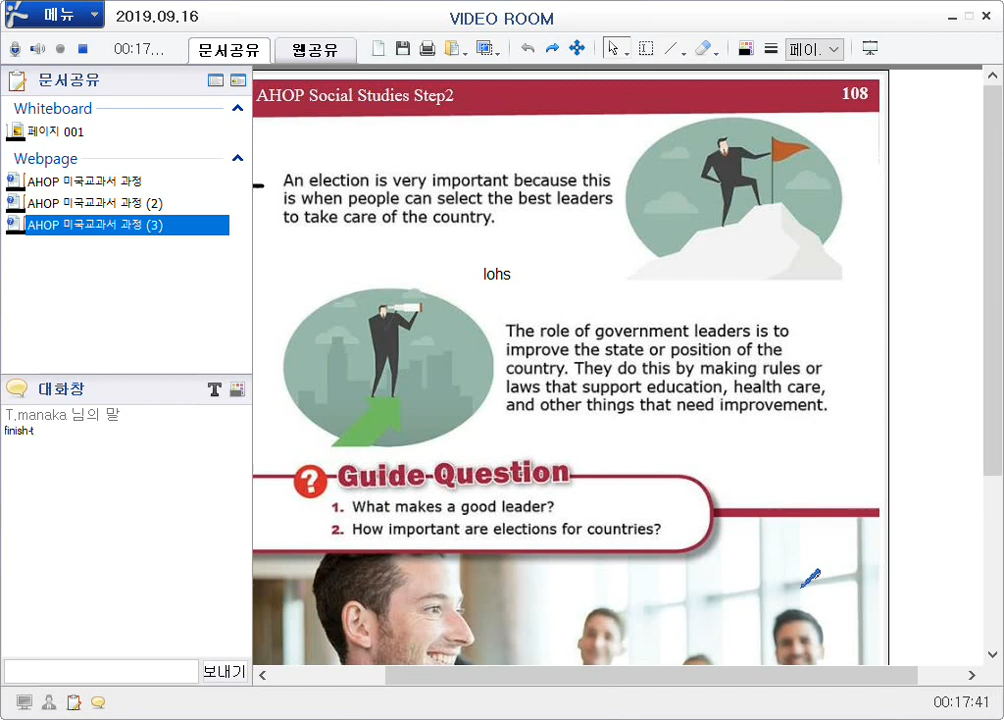 메뉴
2019.09.16
VIDEO ROOM
00:17...
문서공유
웹공유
페이.
문서공유
Whiteboard
페이지 001
Webpage
AHOP 미국교과서 과정
AHOP 미국교과서 과정 (2)
AHOP 미국교과서 과정 (3)
대화창
T
T.manaka 님의 말
finish-t
보내기
AHOP Social Studies Step2
108
An election is very important because this
is when people can select the best leaders
to take care of the country.
lohs
The role of government leaders is to
improve the state or position of the
country. They do this by making rules or
laws that support education, health care,
and other things that need improvement.
? Guide-Question
1. What makes a good leader?
2. How important are elections for countries?
00:17:41